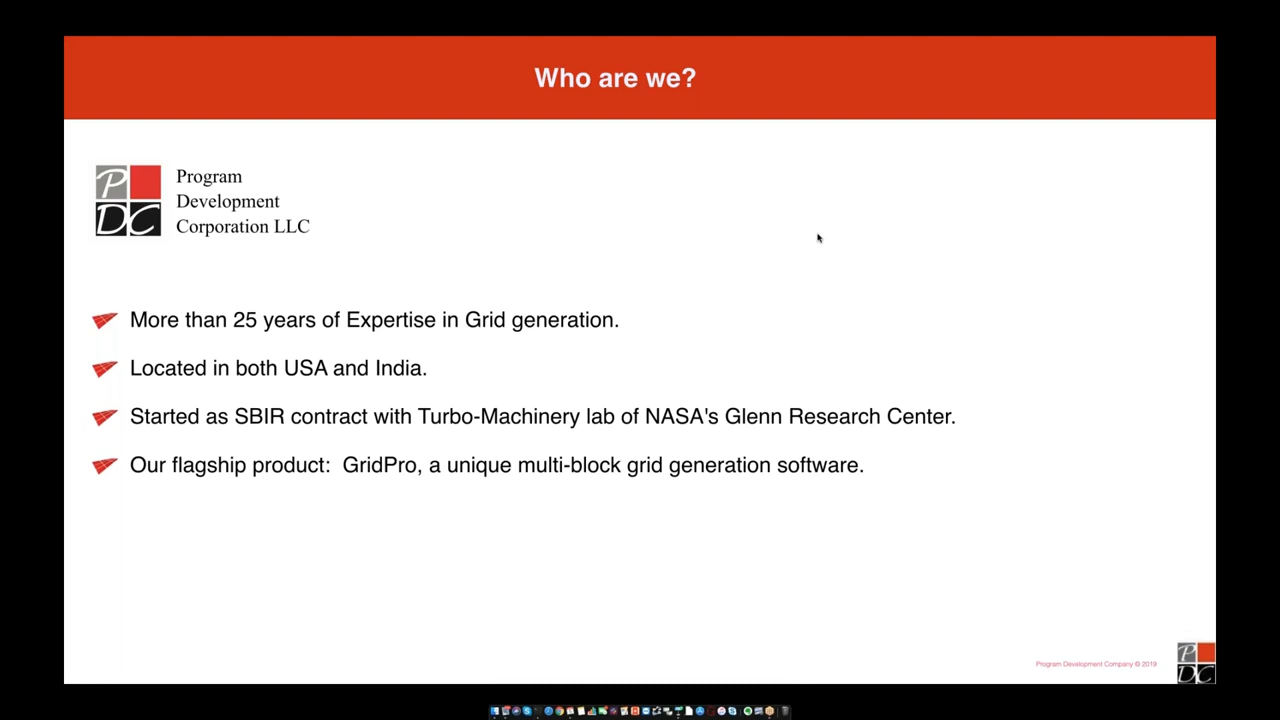 Who are we?
P
DC
Program
Development
Corporation LLC
More than 25 years of Expertise in Grid generation.
Located in both USA and India.
Started as SBIR contract with Turbo-Machinery lab of NASA's Glenn Research Center.
Our flagship product:  GridPro, a unique multi-block grid generation software.
Program Development Company © 2019
P
DC